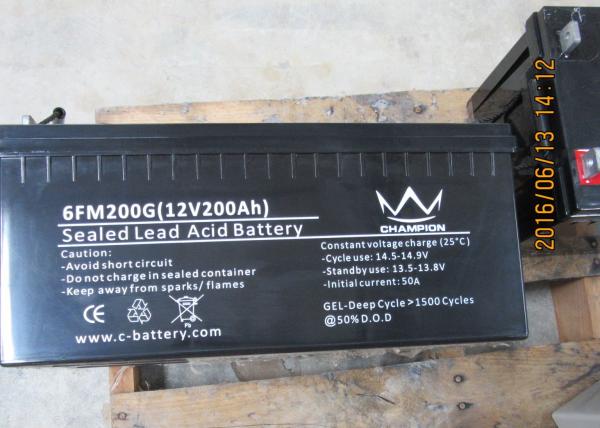 6FM200G(12V200Ah)
Sealed Lead Acid Battery
Caution:
-Avoid short circuit
-Do not charge in sealed container
-Keep away from sparks/ flames
CE
Pb
www.c-battery.com
CHAMPION
Constant voltage charge (25°C)
-Cycle use: 14.5-14.9V
-Standby use: 13.5-13.8V
-Initial current: 50A
GEL-Deep Cycle>1500 Cycles
@50% D.O.D
2016/06/13 14:12